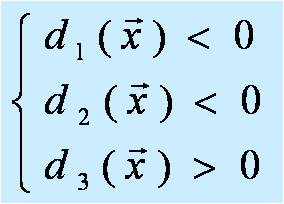 d₁(x⃗) < 0
d₂(x⃗) < 0
d₃(x⃗) > 0